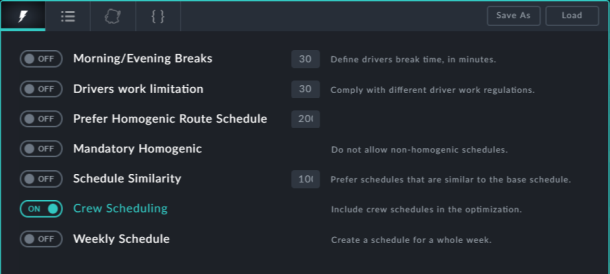 { } Save As Load
OFF Morning/Evening Breaks 30 Define drivers break time, in minutes.
OFF Drivers work limitation 30 Comply with different driver work regulations.
OFF Prefer Homogenic Route Schedule
OFF Mandatory Homogenic Do not allow non-homogenic schedules.
OFF Schedule Similarity Prefer schedules that are similar to the base schedule.
ON Crew Scheduling Include crew schedules in the optimization.
OFF Weekly Schedule Create a schedule for a whole week.